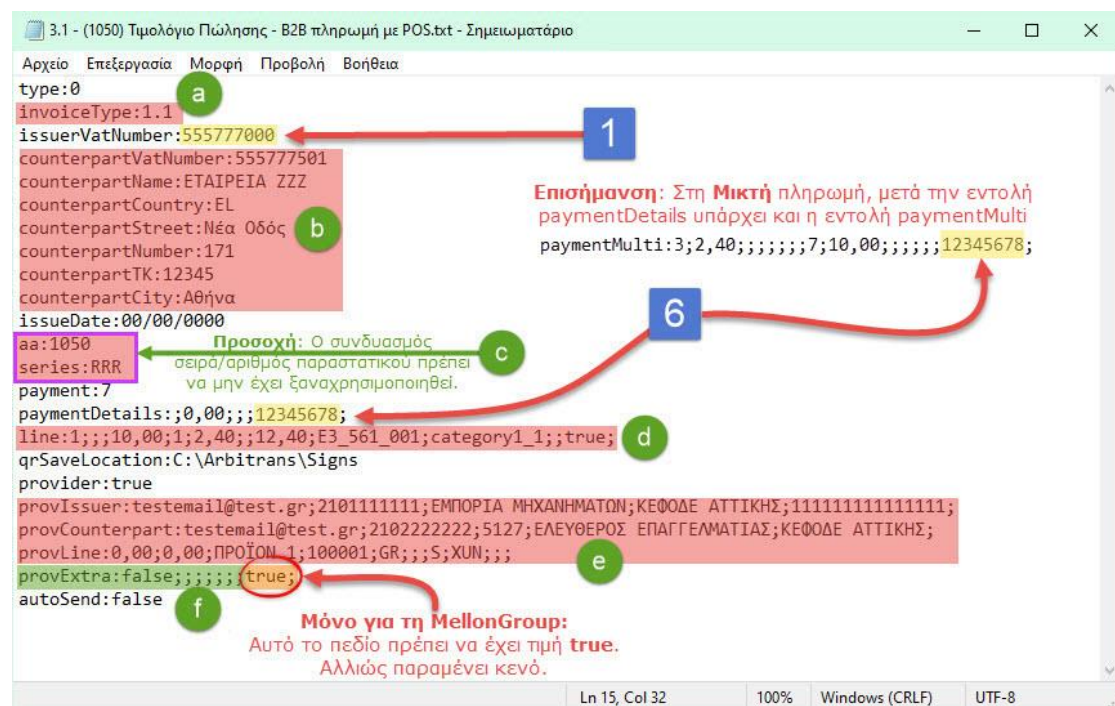 3.1 - (1050) Τιμολόγιο Πώλησης - B2B πληρωμή με POS.txt - Σημειωματάριο
Αρχείο Επεξεργασία Μορφή Προβολή Βοήθεια
type:0
a
invoiceType:1.1
issuerVatNumber:555777000
1
counterpartVatNumber:555777501
counterpartName:ΕΤΑΙΡΕΙΑ ΖΖΖ
counterpartCountry:EL
counterpartStreet:Νέα Οδός
b
counterpartNumber:171
counterpartTK:12345
counterpartCity:Αθήνα
Επισήμανση: Στη Μικτή πληρωμή, μετά την εντολή
paymentDetails υπάρχει και η εντολή paymentMulti
paymentMulti:3;2,40;;;;;;;7;10,00;;;;;;12345678;
6
issueDate:00/00/0000
aa:1050
series:RRR
Προσοχή: Ο συνδυασμός
σειρά/αριθμός παραστατικού πρέπει
να μην έχει ξαναχρησιμοποιηθεί.
c
payment:7
paymentDetails:;0,00;;;12345678;
line:1;;;10,00;1;2,40;;12,40;E3_561_001;category1_1;;true;
d
qrSaveLocation:C:\Arbitrans\Signs
provider:true
provIssuer:testemail@test.gr;2101111111;ΕΜΠΟΡΙΑ ΜΗΧΑΝΗΜΑΤΩΝ;ΚΕΦΟΔΕ ΑΤΤΙΚΗΣ;111111111111111;
provCounterpart:testemail@test.gr;2102222222;5127;ΕΛΕΥΘΕΡΟΣ ΕΠΑΓΓΕΛΜΑΤΙΑΣ;ΚΕΦΟΔΕ ΑΤΤΙΚΗΣ;
provLine:0,00;0,00;ΠΡΟΪΟΝ 1;100001;GR;;;S;XUN;;;
e
provExtra:false;;;;;;;true;
autoSend:false
f
Μόνο για τη MellonGroup:
Αυτό το πεδίο πρέπει να έχει τιμή true.
Αλλιώς παραμένει κενό.
Ln 15, Col 32 100% Windows (CRLF) UTF-8